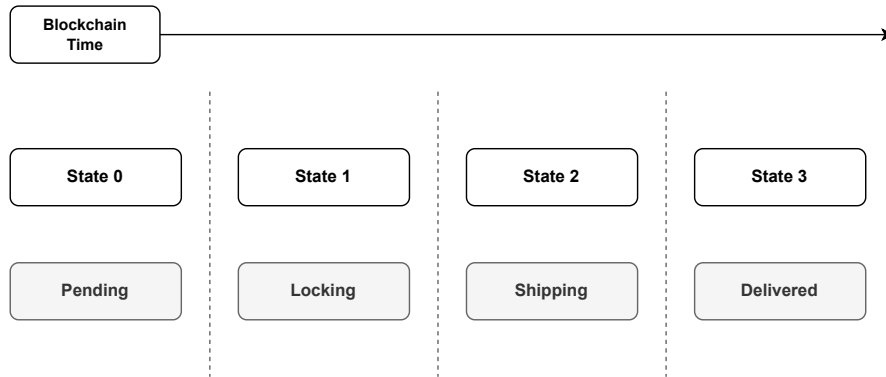 Blockchain
Time
State 0
State 1
State 2
State 3
Pending
Locking
Shipping
Delivered